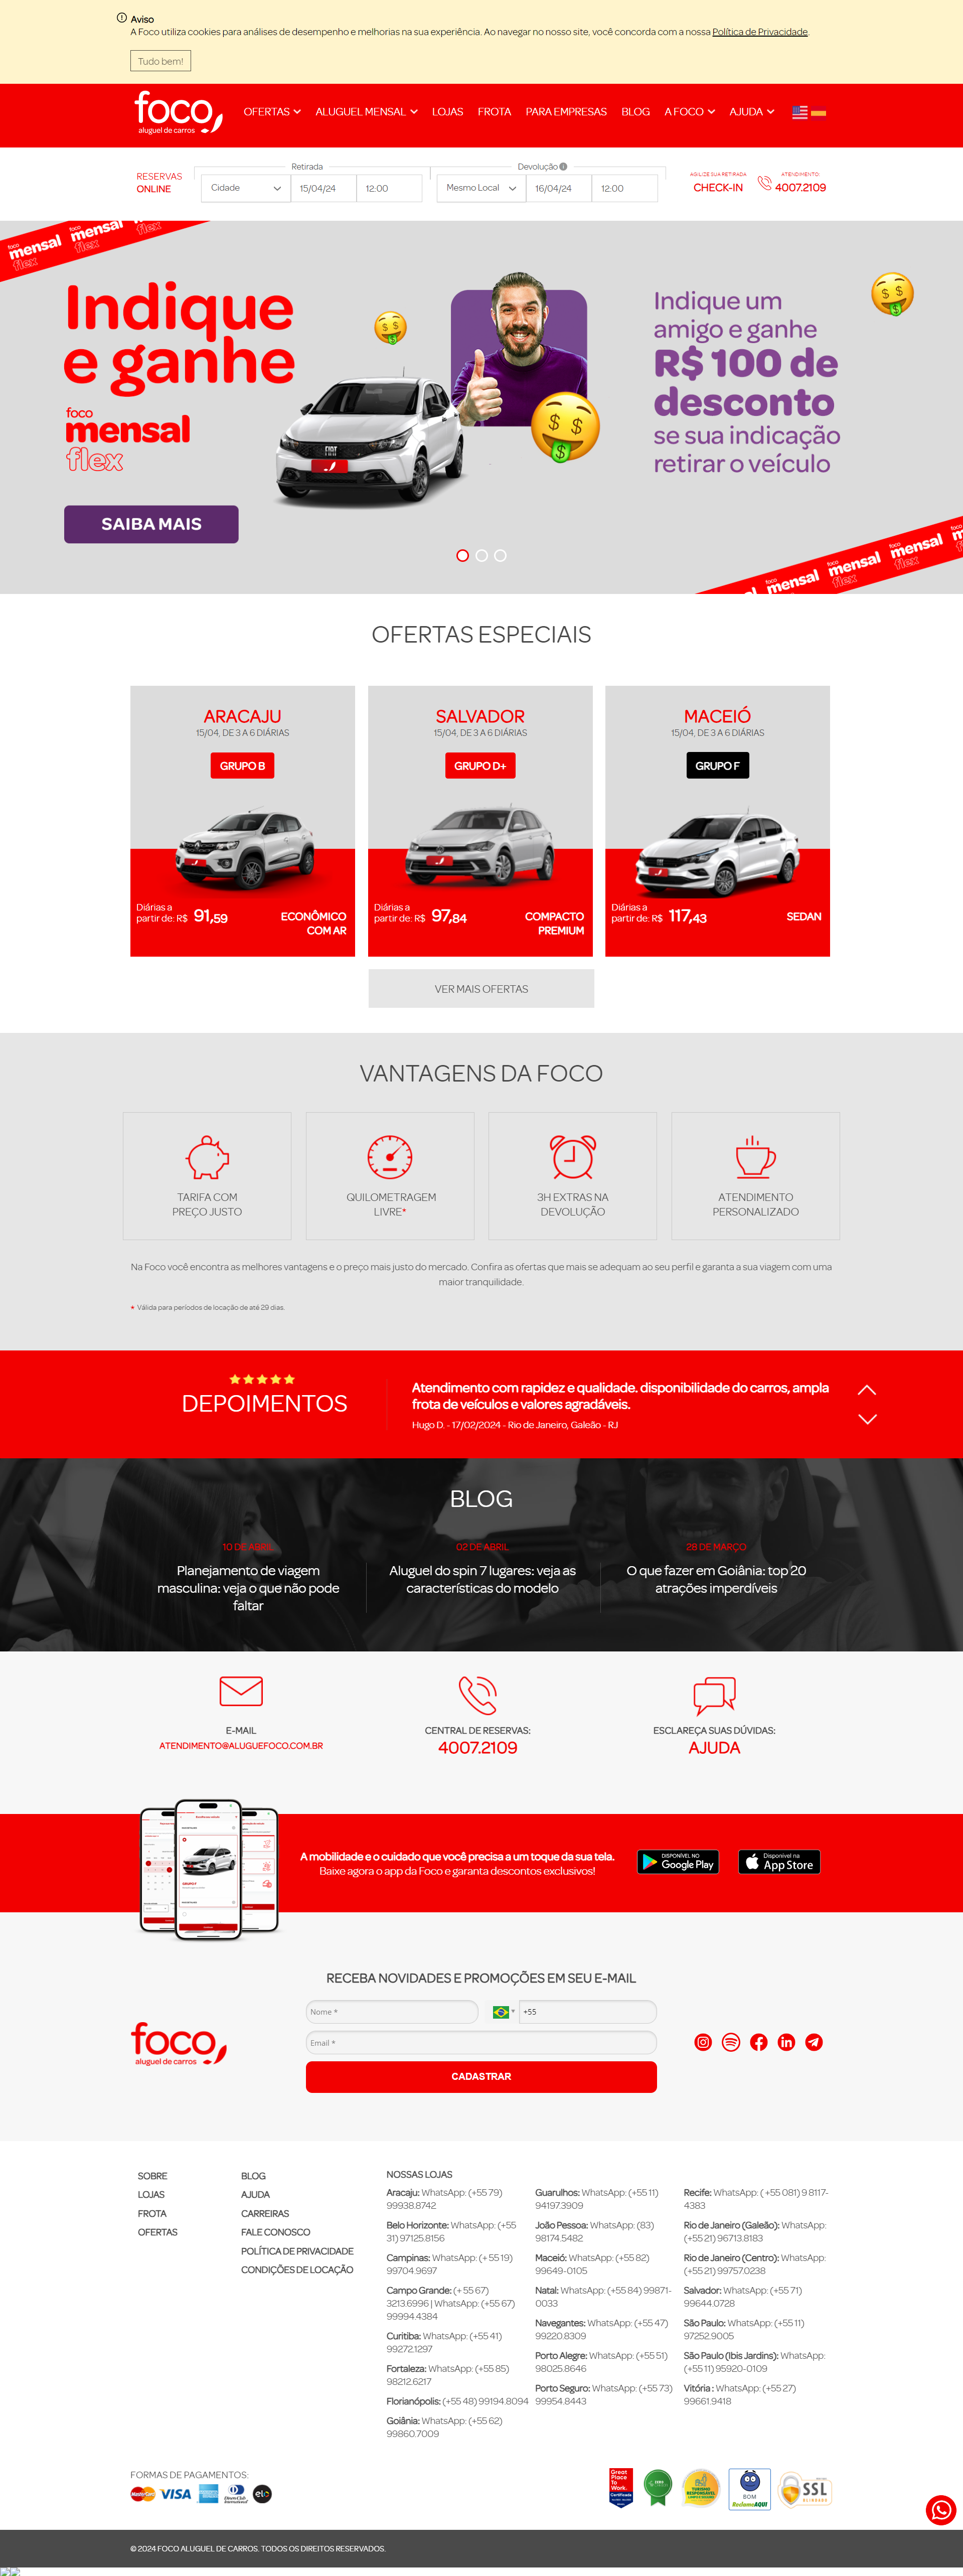 Aviso
A Foco utiliza cookies para análises de desempenho e melhorias na sua experiência. Ao navegar no nosso site, você concorda com a nossa Política de Privacidade.
Tudo bem!
foco
aluguel de carros
OFERTAS
ALUGUEL MENSAL
LOJAS
FROTA
PARA EMPRESAS
BLOG
A FOCO
AJUDA
RESERVAS
ONLINE
Retirada
Cidade
15/04/24
12:00
Devolução
Mesmo Local
16/04/24
12:00
AGILIZE SUA RETIRADA
CHECK-IN
ATENDIMENTO:
4007.2109
foco
mensal
flex
Indique
e ganhe
foco
mensal
flex
SAIBA MAIS
Indique um
amigo e ganhe
R$ 100 de
desconto
se sua indicação
retirar o veículo
foco
mensal
flex
OFERTAS ESPECIAIS
ARACAJU
15/04, DE 3 A 6 DIÁRIAS
GRUPO B
Diárias a
partir de: R$ 91,59
ECONÔMICO
COM AR
SALVADOR
15/04, DE 3 A 6 DIÁRIAS
GRUPO D+
Diárias a
partir de: R$ 97,84
COMPACTO
PREMIUM
MACEIÓ
15/04, DE 3 A 6 DIÁRIAS
GRUPO F
Diárias a
partir de: R$ 117,43
SEDAN
VER MAIS OFERTAS
VANTAGENS DA FOCO
TARIFA COM
PREÇO JUSTO
QUILOMETRAGEM
LIVRE*
3H EXTRAS NA
DEVOLUÇÃO
ATENDIMENTO
PERSONALIZADO
Na Foco você encontra as melhores vantagens e o preço mais justo do mercado. Confira as ofertas que mais se adequam ao seu perfil e garanta a sua viagem com uma
maior tranquilidade.
* Válida para períodos de locação de até 29 dias.
DEPOIMENTOS
Atendimento com rapidez e qualidade. disponibilidade do carros, ampla
frota de veículos e valores agradáveis.
Hugo D. - 17/02/2024 - Rio de Janeiro, Galeão - RJ
BLOG
10 DE ABRIL
Planejamento de viagem
masculina: veja o que não pode
faltar
02 DE ABRIL
Aluguel do spin 7 lugares: veja as
características do modelo
28 DE MARÇO
O que fazer em Goiânia: top 20
atrações imperdíveis
E-MAIL
ATENDIMENTO@ALUGUEFOCO.COM.BR
CENTRAL DE RESERVAS:
4007.2109
ESCLAREÇA SUAS DÚVIDAS:
AJUDA
A mobilidade e o cuidado que você precisa a um toque da sua tela.
Baixe agora o app da Foco e garanta descontos exclusivos!
DISPONÍVEL NO
Google Play
Disponível na
App Store
RECEBA NOVIDADES E PROMOÇÕES EM SEU E-MAIL
foco
aluguel de carros
Nome *
+55
Email *
CADASTRAR
SOBRE
LOJAS
FROTA
OFERTAS
BLOG
AJUDA
CARREIRAS
FALE CONOSCO
POLÍTICA DE PRIVACIDADE
CONDIÇÕES DE LOCAÇÃO
NOSSAS LOJAS
Aracaju: WhatsApp: (+55 79)
99938.8742
Belo Horizonte: WhatsApp: (+55
31) 97125.8156
Campinas: WhatsApp: (+ 55 19)
99704.9697
Campo Grande: (+ 55 67)
3213.6996 | WhatsApp: (+55 67)
99994.4384
Curitiba: WhatsApp: (+55 41)
99272.1297
Fortaleza: WhatsApp: (+55 85)
98212.6217
Florianópolis: (+55 48) 99194.8094
Goiânia: WhatsApp: (+55 62)
99860.7009
Guarulhos: WhatsApp: (+55 11)
94197.3909
João Pessoa: WhatsApp: (83)
98174.5482
Maceió: WhatsApp: (+55 82)
99649-0105
Natal: WhatsApp: (+55 84) 99871-
0033
Navegantes: WhatsApp: (+55 47)
99220.8309
Porto Alegre: WhatsApp: (+55 51)
98025.8646
Porto Seguro: WhatsApp: (+55 73)
99954.8443
Recife: WhatsApp: ( +55 081) 9 8117-
4383
Rio de Janeiro (Galeão): WhatsApp:
(+55 21) 96713.8183
Rio de Janeiro (Centro): WhatsApp:
(+55 21) 99757.0238
Salvador: WhatsApp: (+55 71)
99644.0728
São Paulo: WhatsApp: (+55 11)
97252.9005
São Paulo (Ibis Jardins): WhatsApp:
(+55 11) 95920-0109
Vitória : WhatsApp: (+55 27)
99661.9418
FORMAS DE PAGAMENTOS:
MasterCard
VISA
Diners Club
International
elo
Great
Place
To
Work.
Certificada
TURISMO
RESPONSÁVEL
BOM
ReclameAQUI
SSL
BLINDADO
© 2024 FOCO ALUGUEL DE CARROS. TODOS OS DIREITOS RESERVADOS.